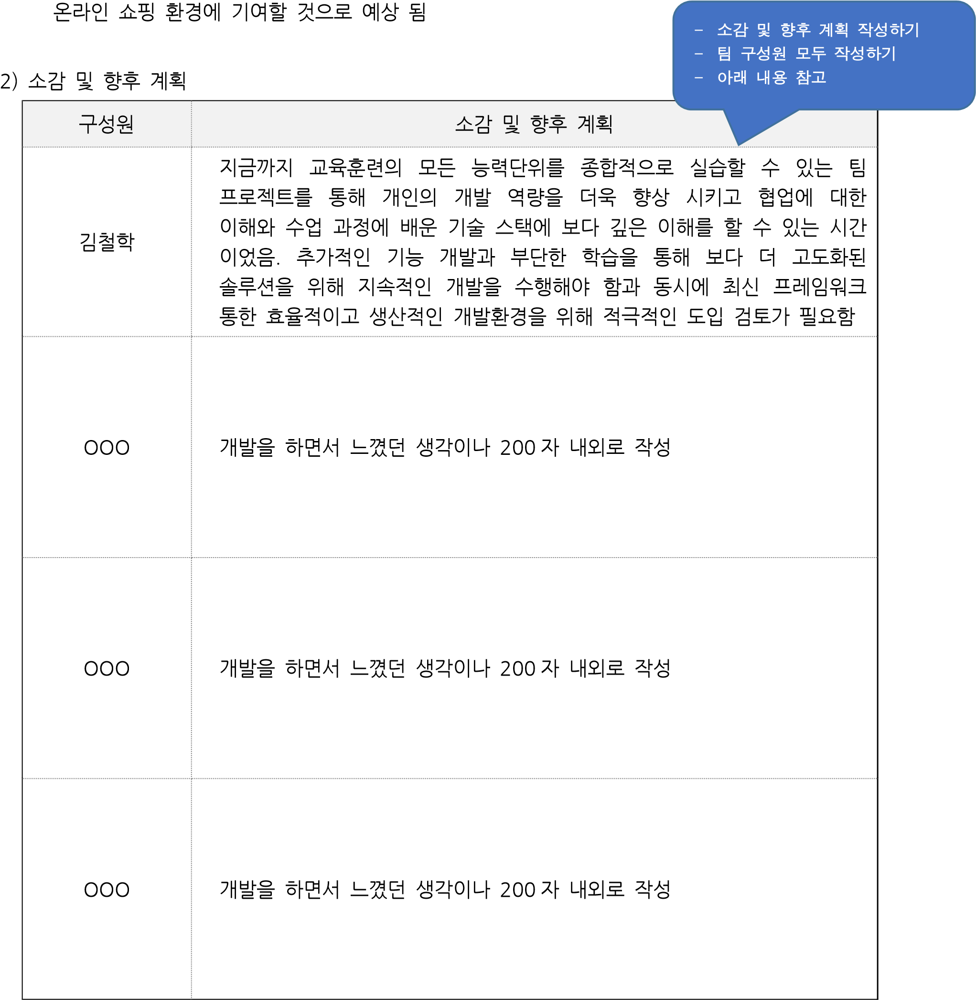 온라인 쇼핑 환경에 기여할 것으로 예상 됨
- 소감 및 향후 계획 작성하기
- 팀 구성원 모두 작성하기
- 아래 내용 참고
2) 소감 및 향후 계획
구성원
소감 및 향후 계획
김철학
지금까지 교육훈련의 모든 능력단위를 종합적으로 실습할 수 있는 팀
프로젝트를 통해 개인의 개발 역량을 더욱 향상 시키고 협업에 대한
이해와 수업 과정에 배운 기술 스택에 보다 깊은 이해를 할 수 있는 시간
이었음. 추가적인 기능 개발과 부단한 학습을 통해 보다 더 고도화된
솔루션을 위해 지속적인 개발을 수행해야 함과 동시에 최신 프레임워크
통한 효율적이고 생산적인 개발환경을 위해 적극적인 도입 검토가 필요함
OOO
개발을 하면서 느꼈던 생각이나 200자 내외로 작성
OOO
개발을 하면서 느꼈던 생각이나 200자 내외로 작성
OOO
개발을 하면서 느꼈던 생각이나 200자 내외로 작성